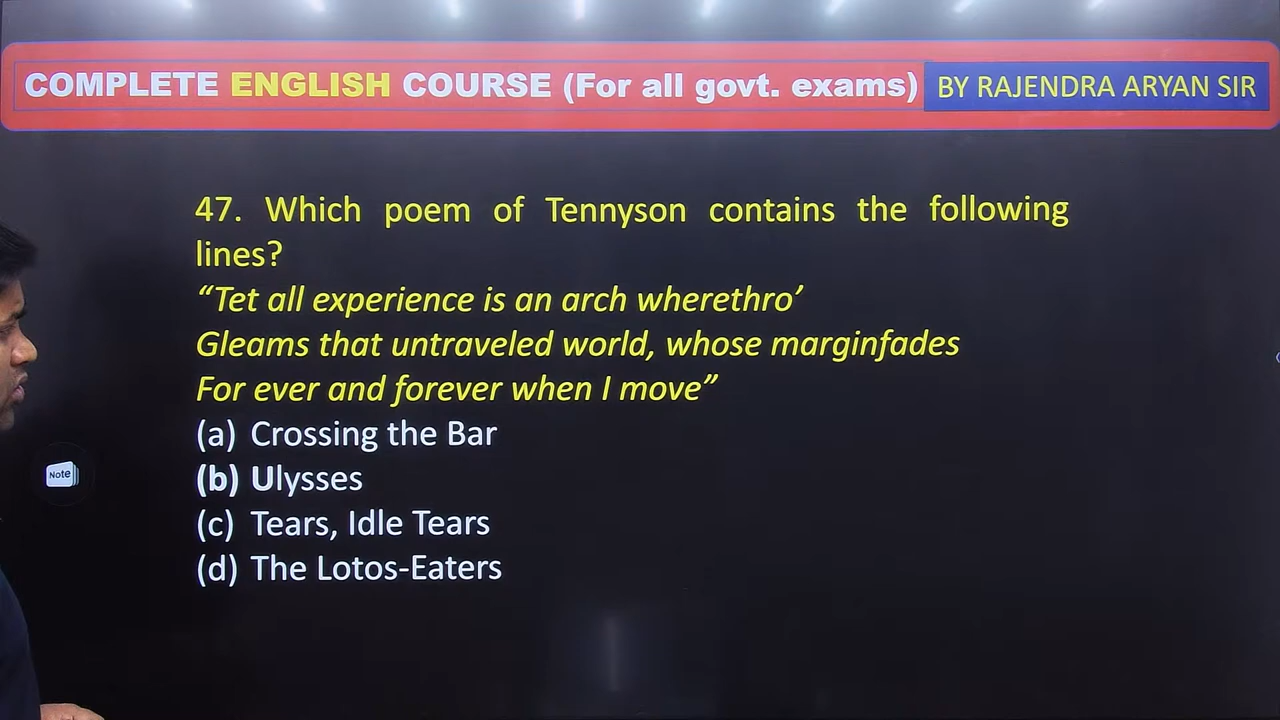 COMPLETE ENGLISH COURSE (For all govt. exams) BY RAJENDRA ARYAN SIR
47. Which poem of Tennyson contains the following
lines?
“Tet all experience is an arch wherethro’
Gleams that untraveled world, whose marginfades
For ever and forever when I move”
(a) Crossing the Bar
(b) Ulysses
Note
(c) Tears, Idle Tears
(d) The Lotos-Eaters